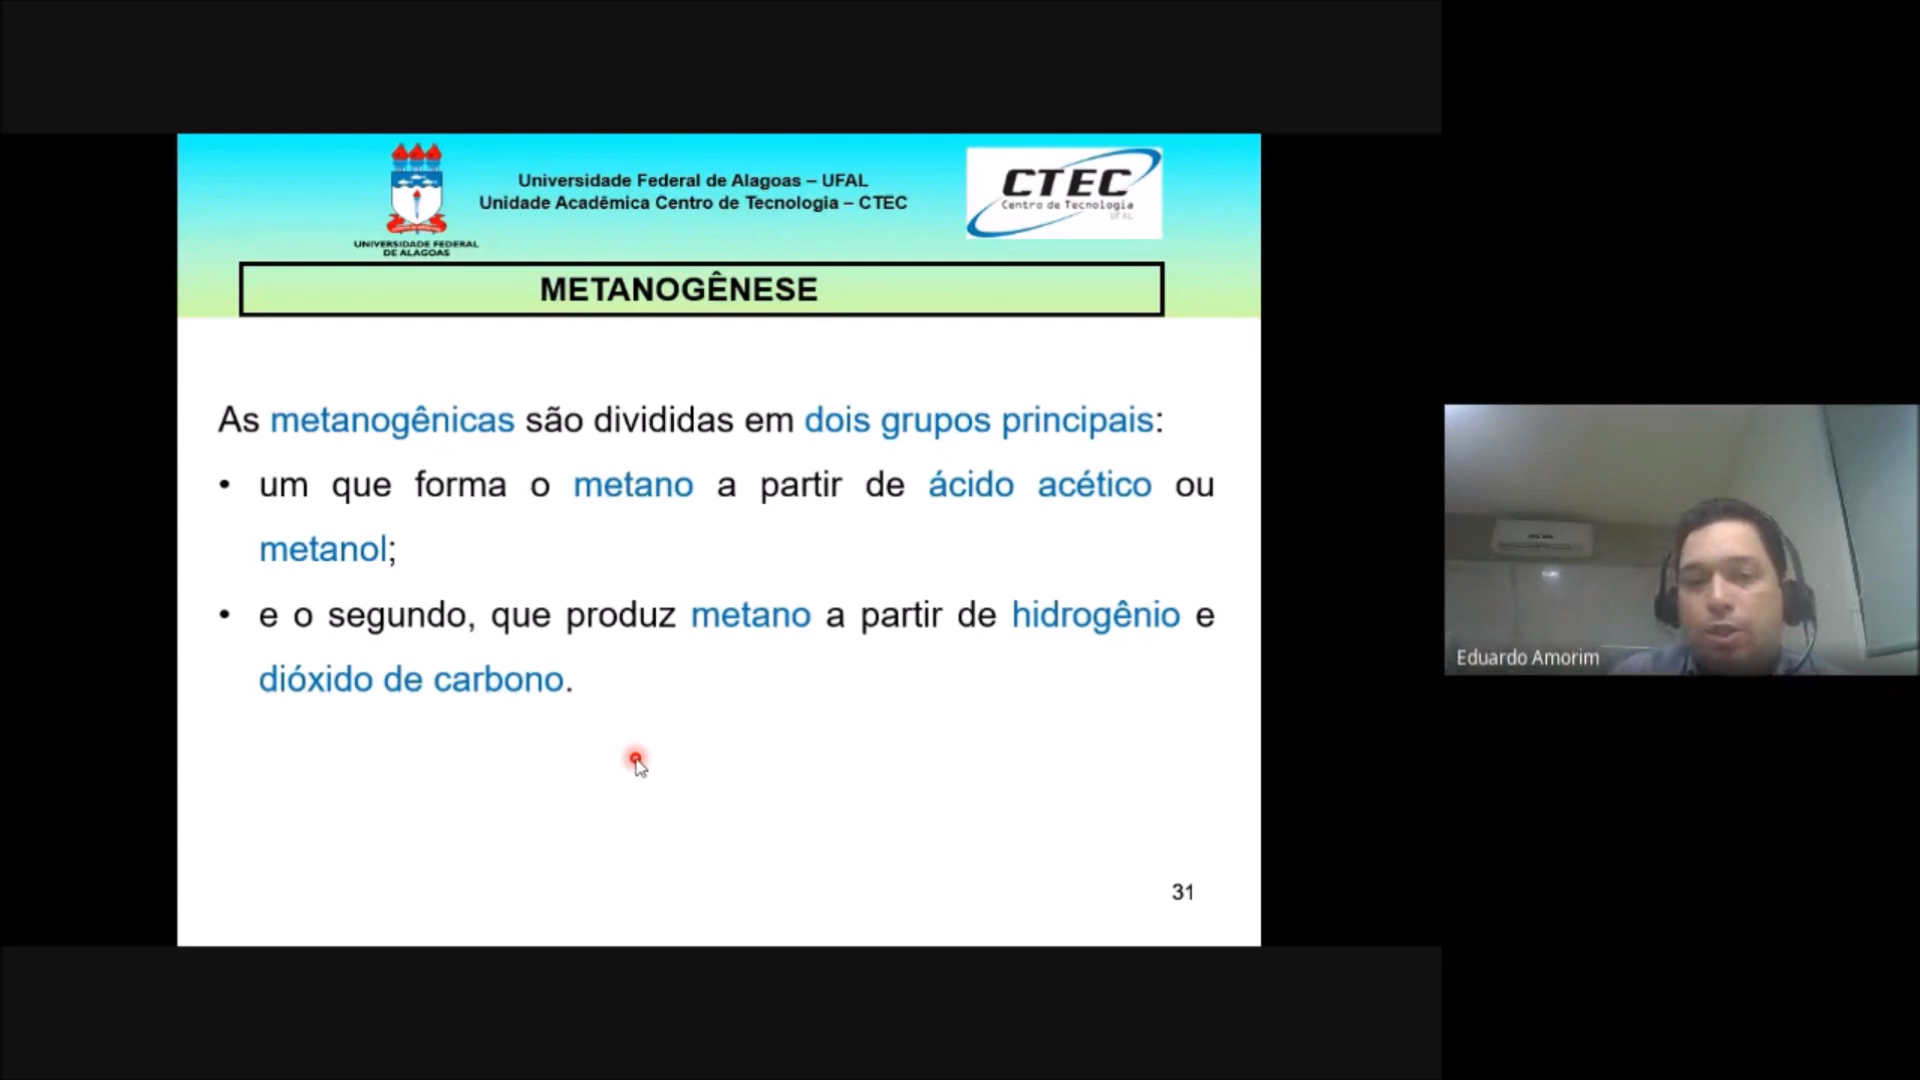 Universidade Federal de Alagoas – UFAL
Unidade Acadêmica Centro de Tecnologia – CTEC
UNIVERSIDADE FEDERAL
DE ALAGOAS
CTEC
Centro de Tecnologia
UFAL
METANOGÊNESE
As metanogênicas são divididas em dois grupos principais:
• um que forma o metano a partir de ácido acético ou
metanol;
• e o segundo, que produz metano a partir de hidrogênio e
dióxido de carbono.
31
Eduardo Amorim